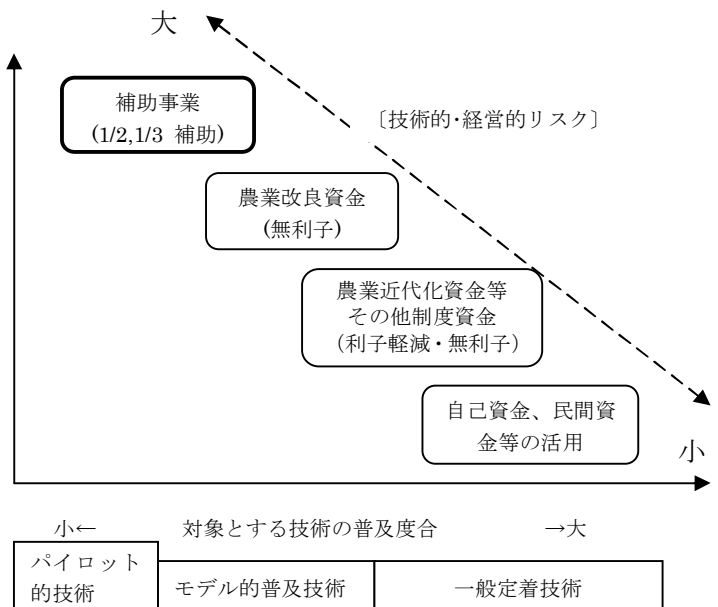 大
補助事業
(1/2,1/3 補助)
〔技術的・経営的リスク〕
農業改良資金
(無利子)
農業近代化資金等
その他制度資金
(利子軽減・無利子)
自己資金、民間資
金等の活用
小
小← 対象とする技術の普及度合 →大
パイロット
的技術
モデル的普及技術
一般定着技術